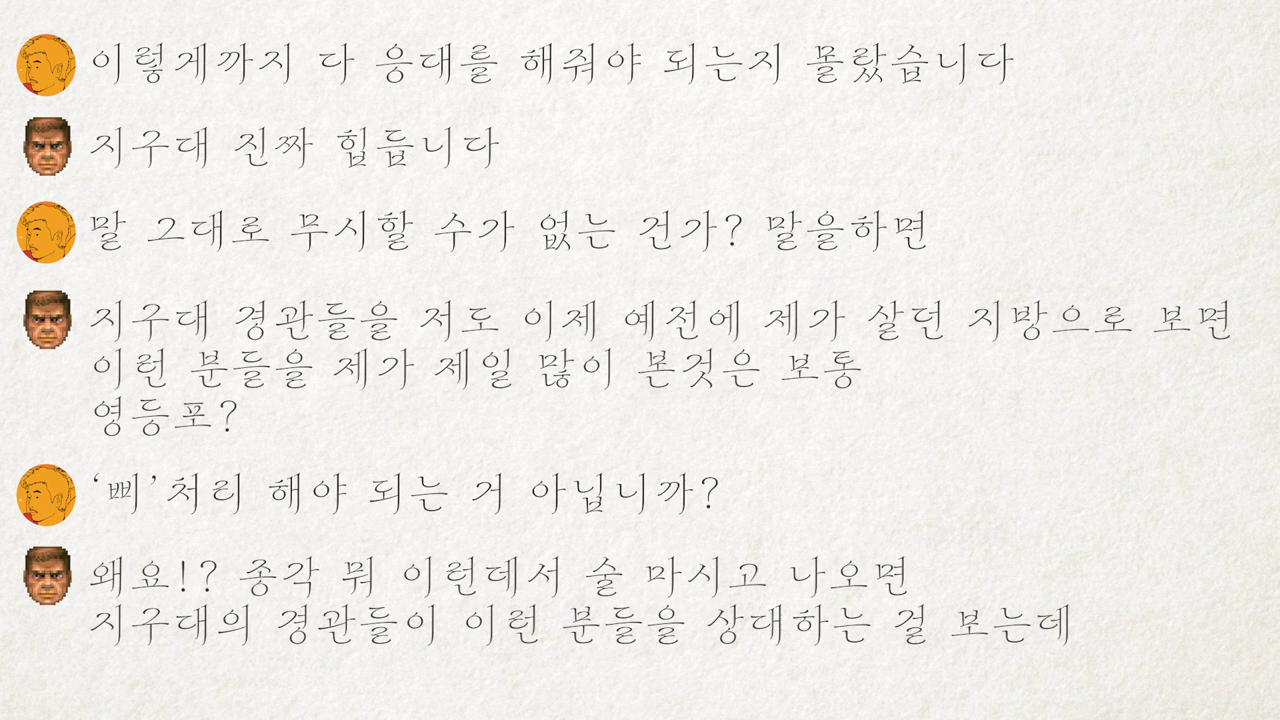 이렇게까지 다 응대를 해줘야 되는지 몰랐습니다
지구대 진짜 힘듭니다
말 그대로 무시할 수가 없는 건가? 말을하면
지구대 경관들을 저도 이제 예전에 제가 살던 지방으로 보면
이런 분들을 제가 제일 많이 본것은 보통
영등포?
‘삐’처리 해야 되는 거 아닙니까?
왜요!? 종각 뭐 이런데서 술 마시고 나오면
지구대의 경관들이 이런 분들을 상대하는 걸 보는데